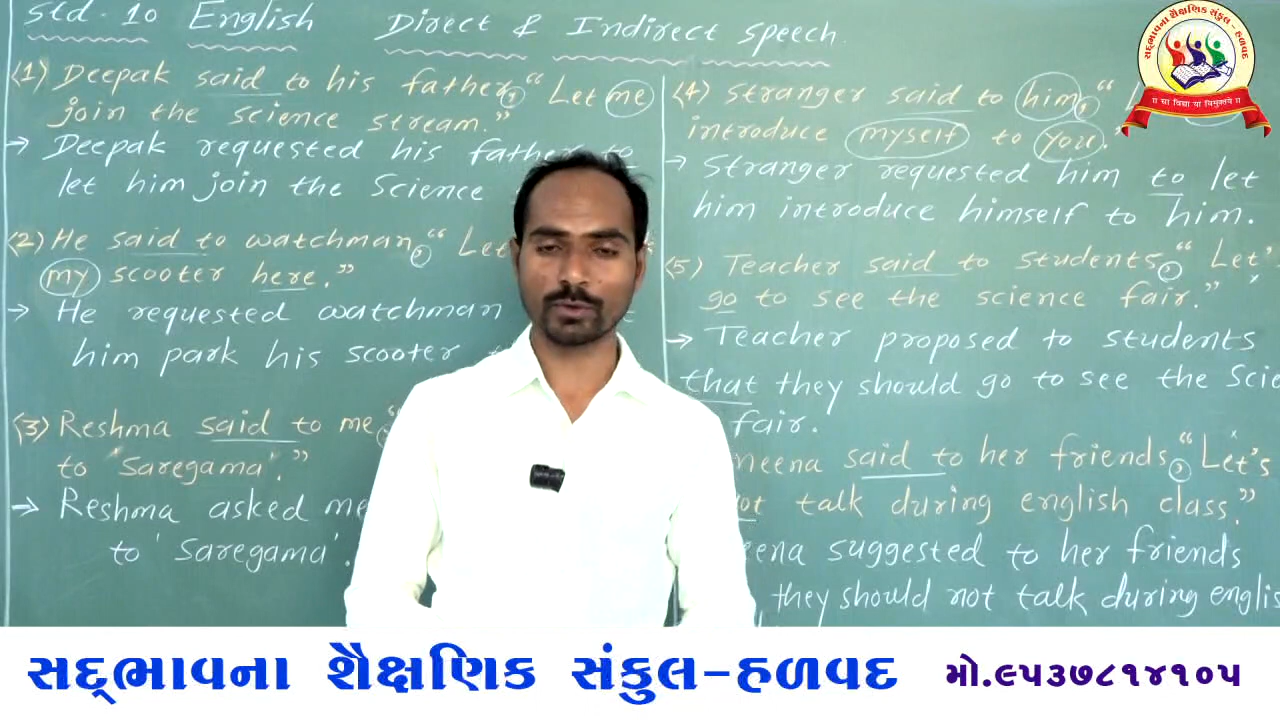 Std - 10 English Direct & Indirect speech.
(1) Deepak said to his father, " Let me
join the science stream."
→ Deepak requested his father to
let him join the Science
(2) He said to watchman, " Let
my scooter here."
→ He requested watchman
him park his scooter
(3) Reshma said to me
to 'Saregama'."
→ Reshma asked me
to 'Saregama'.
(4) Stranger said to him, "
introduce myself to you."
→ Stranger requested him to let
him introduce himself to him.
(5) Teacher said to students, " Let's
go to see the science fair."
→ Teacher proposed to students
that they should go to see the
fair.
said to her friends, " Let's
not talk during english class."
suggested to her friends
they should not talk during
સદ્ભાવના શૈક્ષણિક સંકુલ - હળવદ
॥ સા વિદ્યા યા વિમુક્તયે ॥
સદ્ભાવના શૈક્ષણિક સંકુલ-હળવદ મો.૯૫૩૭૮૧૪૧૦૫